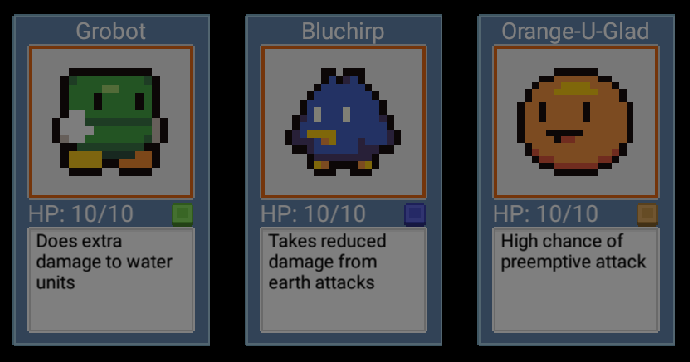 Grobot
HP: 10/10
Does extra
damage to water
units
Bluchirp
HP: 10/10
Takes reduced
damage from
earth attacks
Orange-U-Glad
HP: 10/10
High chance of
preemptive attack